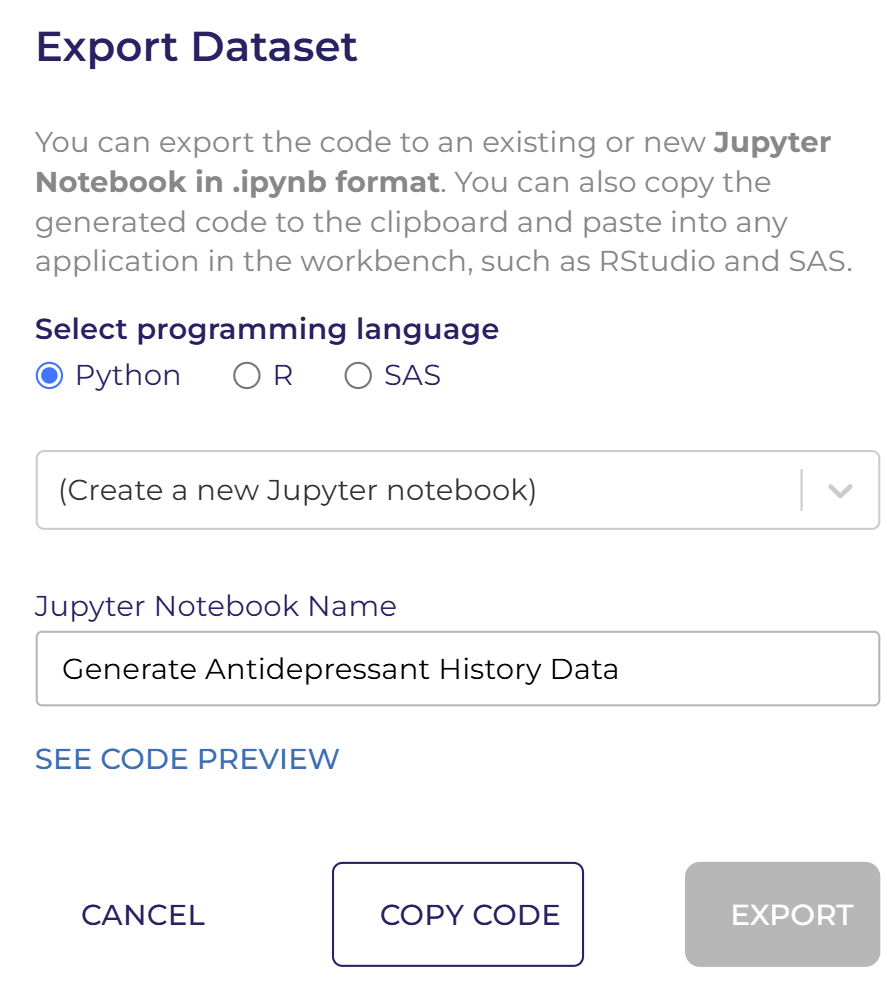 Export Dataset
You can export the code to an existing or new Jupyter
Notebook in .ipynb format. You can also copy the
generated code to the clipboard and paste into any
application in the workbench, such as RStudio and SAS.
Select programming language
Python R SAS
(Create a new Jupyter notebook)
Jupyter Notebook Name
Generate Antidepressant History Data
SEE CODE PREVIEW
CANCEL COPY CODE EXPORT